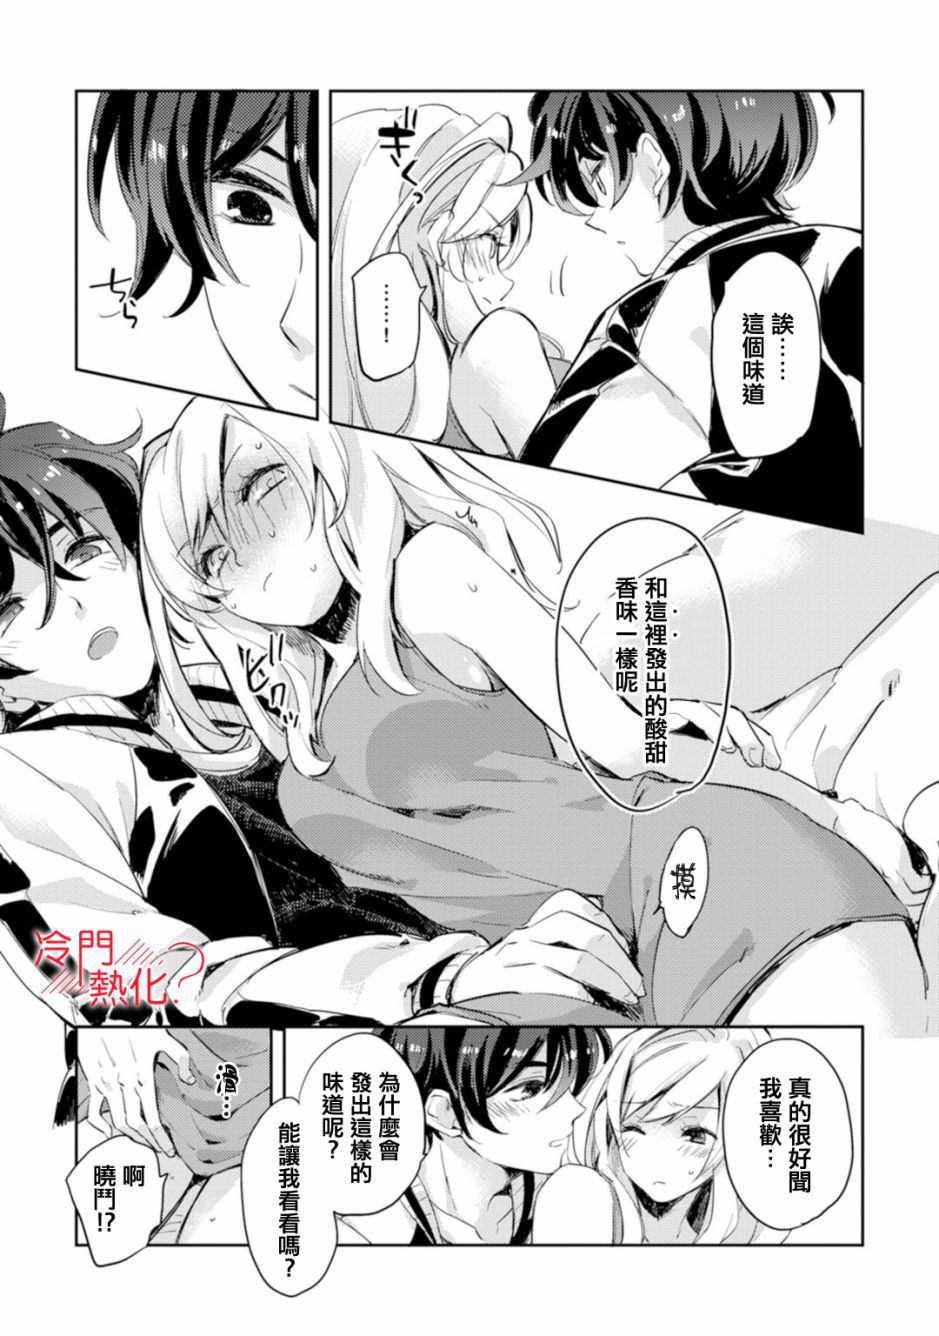 誒……
這個味道
ぎくっ
……！
ちら
和這裡發出的酸甜
香味一樣呢
ビクッ
摸
冷門
熱化？
真的很好聞
我喜歡…
為什麼會
發出這樣的
味道呢？
能讓我看看嗎？
滑…
啊
曉鬥!?